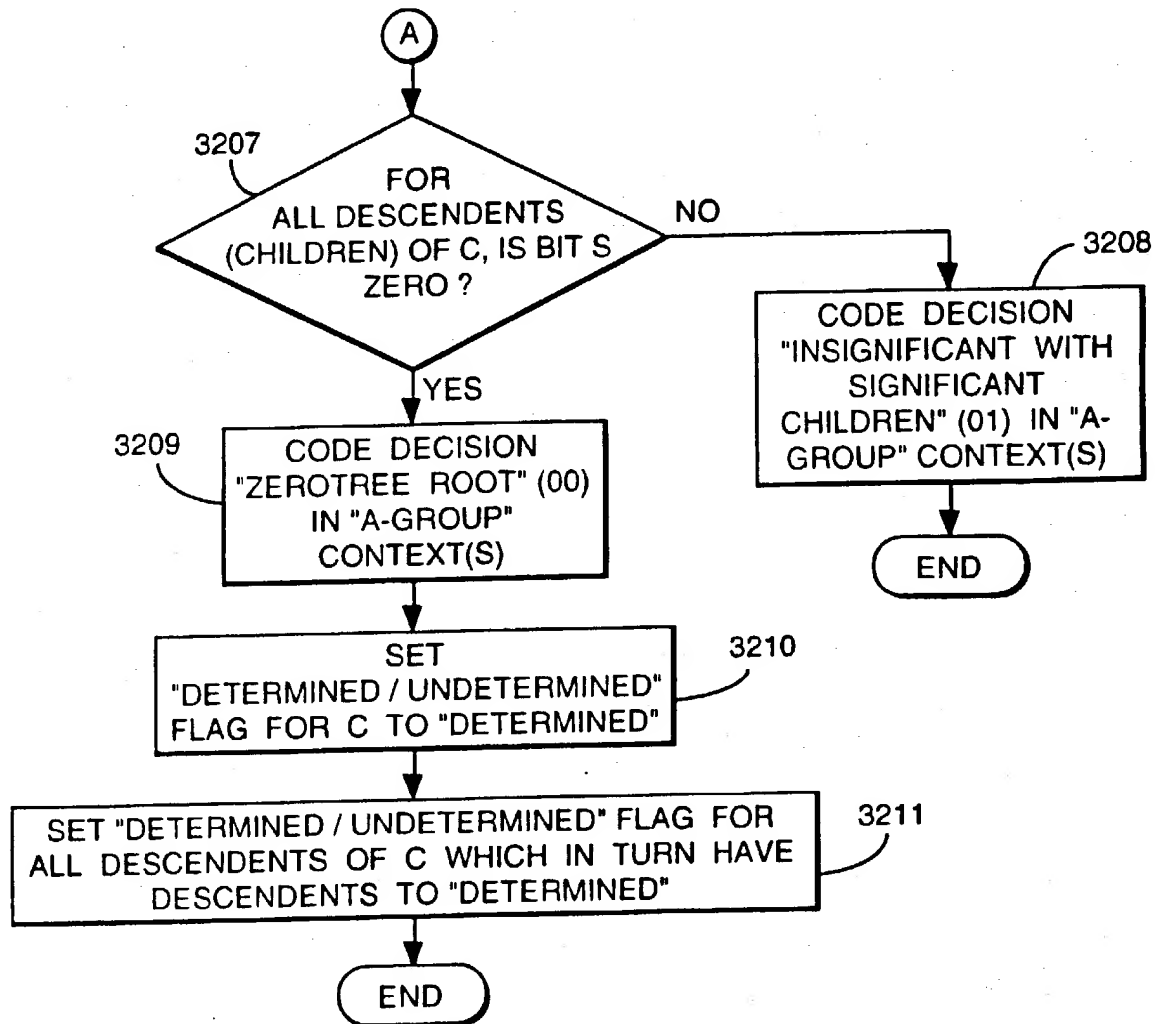 A
3207
FOR
ALL DESCENDENTS
(CHILDREN) OF C, IS BIT S
ZERO ?
NO
3208
CODE DECISION
"INSIGNIFICANT WITH
SIGNIFICANT
CHILDREN" (01) IN "A-
GROUP" CONTEXT(S)
END
YES
3209
CODE DECISION
"ZEROTREE ROOT" (00)
IN "A-GROUP"
CONTEXT(S)
SET
"DETERMINED / UNDETERMINED"
FLAG FOR C TO "DETERMINED"
3210
SET "DETERMINED / UNDETERMINED" FLAG FOR
ALL DESCENDENTS OF C WHICH IN TURN HAVE
DESCENDENTS TO "DETERMINED"
3211
END